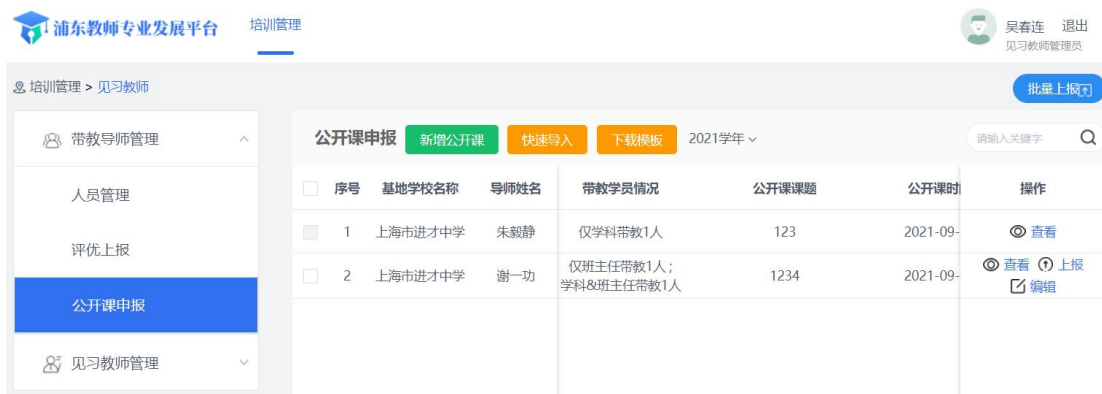 浦东教师专业发展平台 培训管理 吴春连 退出
见习教师管理员
培训管理 > 见习教师 批量上报
带教导师管理 公开课申报 新增公开课 快速导入 下载模板 2021学年 请输入关键字
序号 基地学校名称 导师姓名 带教学员情况 公开课课题 公开课时 操作
人员管理
1 上海市进才中学 朱毅静 仅学科带教1人 123 2021-09- 查看
评优上报
2 上海市进才中学 谢一功 仅班主任带教1人； 1234 2021-09- 查看 上报
学科&班主任带教1人 编辑
公开课申报
见习教师管理